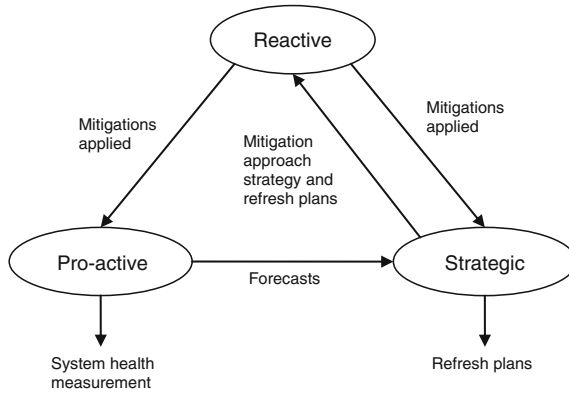 Reactive
Mitigations
applied
Mitigation
approach
strategy and
refresh plans
Mitigations
applied
Pro-active
Forecasts
Strategic
System health
measurement
Refresh plans